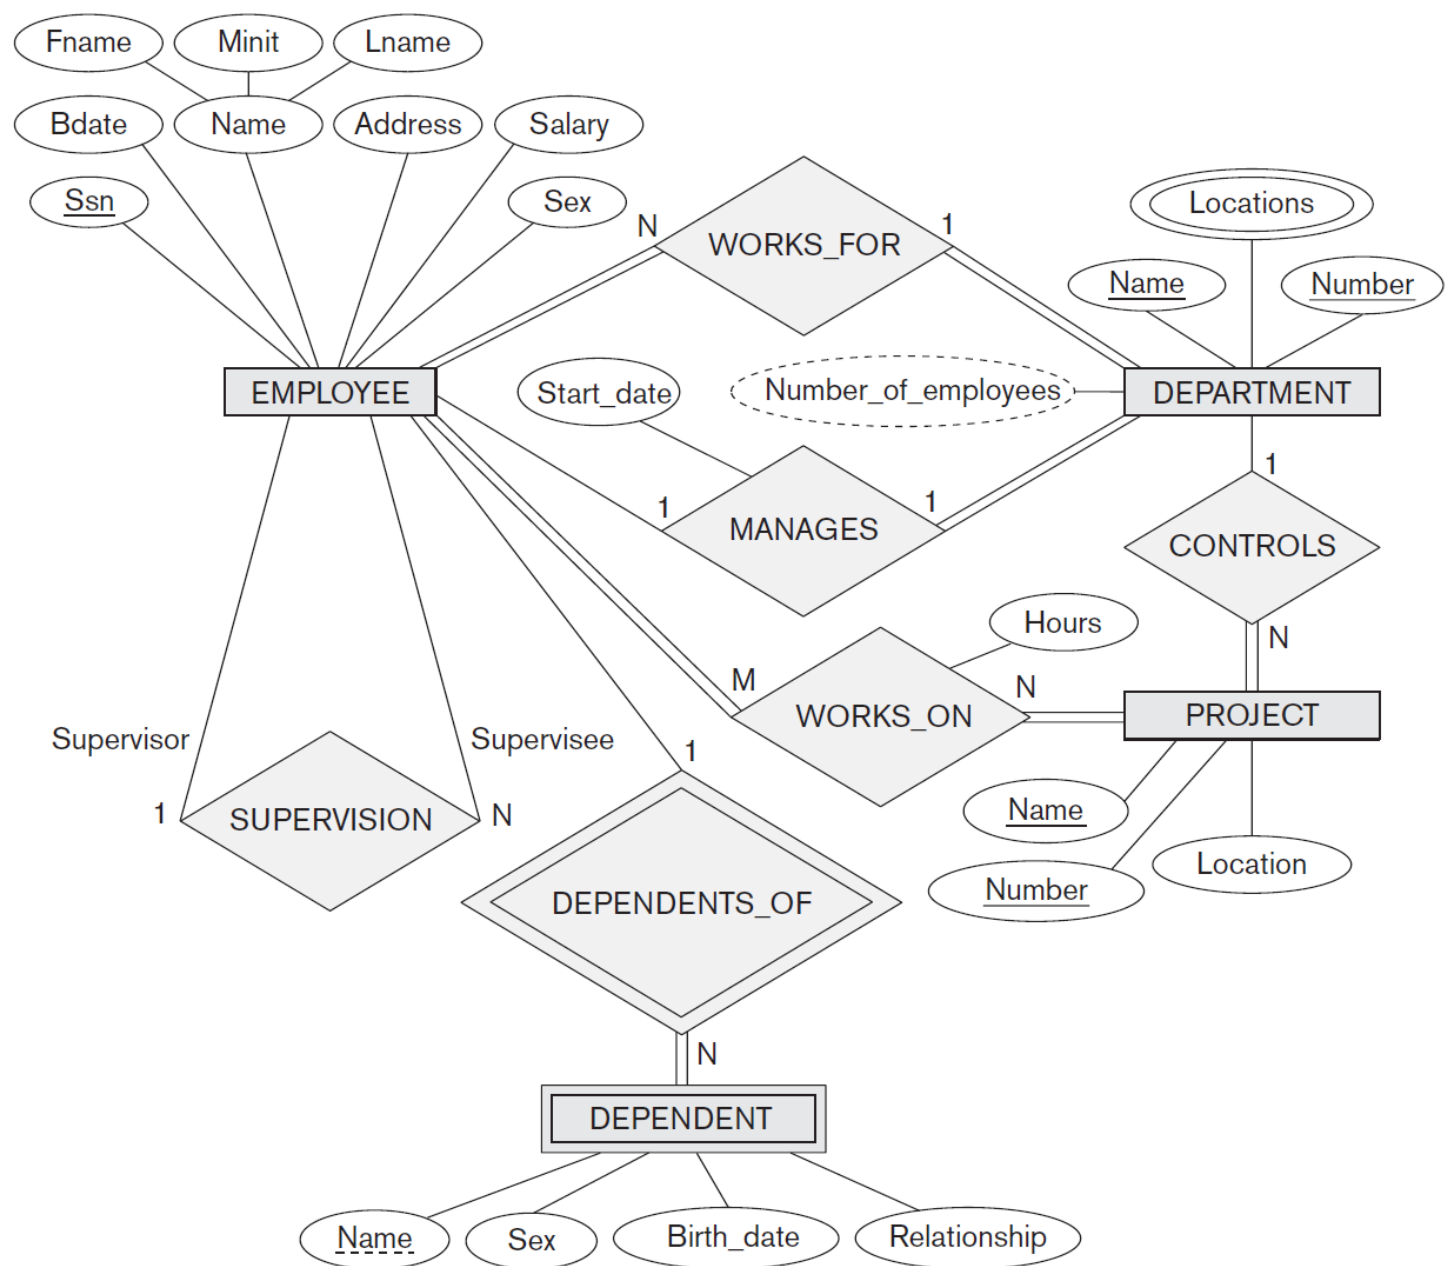 Fname
Minit
Lname
Bdate
Name
Address
Salary
Ssn
Sex
N
WORKS_FOR
1
Locations
Name
Number
EMPLOYEE
Start_date
Number_of_employees
DEPARTMENT
1
MANAGES
1
1
CONTROLS
N
Hours
M
WORKS_ON
N
PROJECT
Supervisor
Supervisee
1
SUPERVISION
N
1
Name
Number
Location
DEPENDENTS_OF
N
DEPENDENT
Name
Sex
Birth_date
Relationship